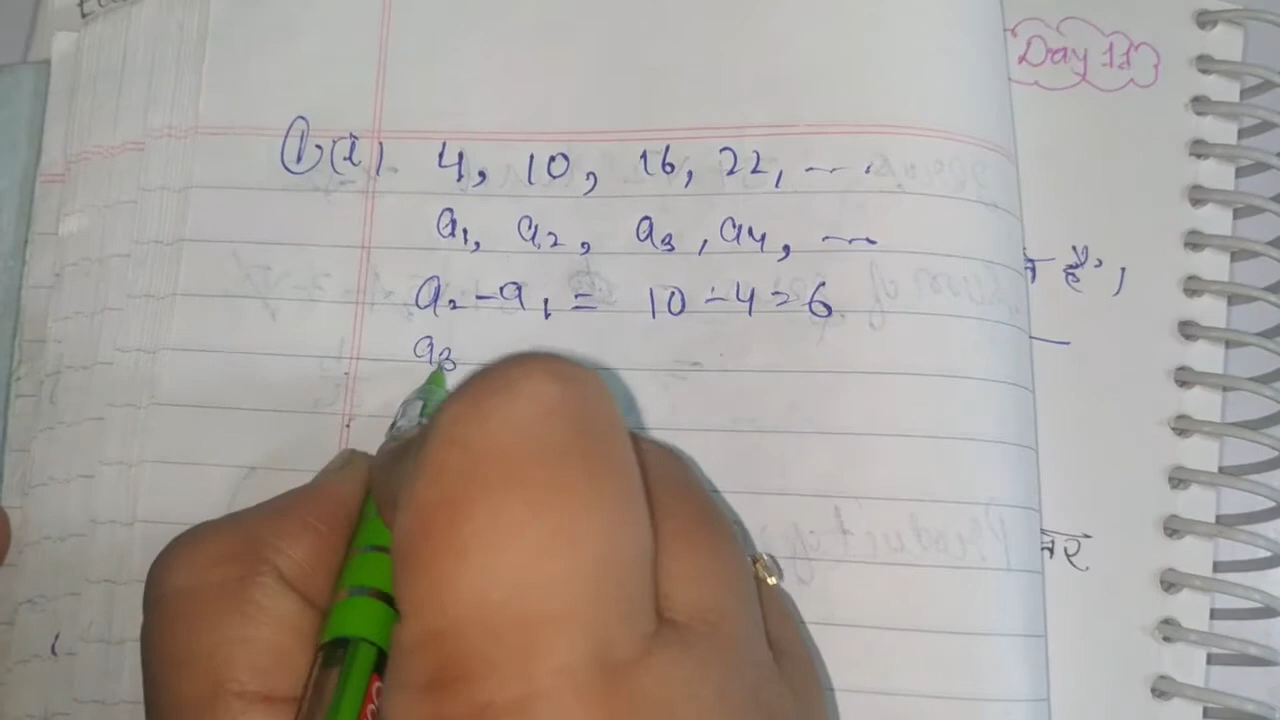 Day 11
①(i) 4, 10, 16, 22, ....
a₁, a₂, a₃, a₄, ...
a₂ - a₁ = 10 - 4 = 6
a₃